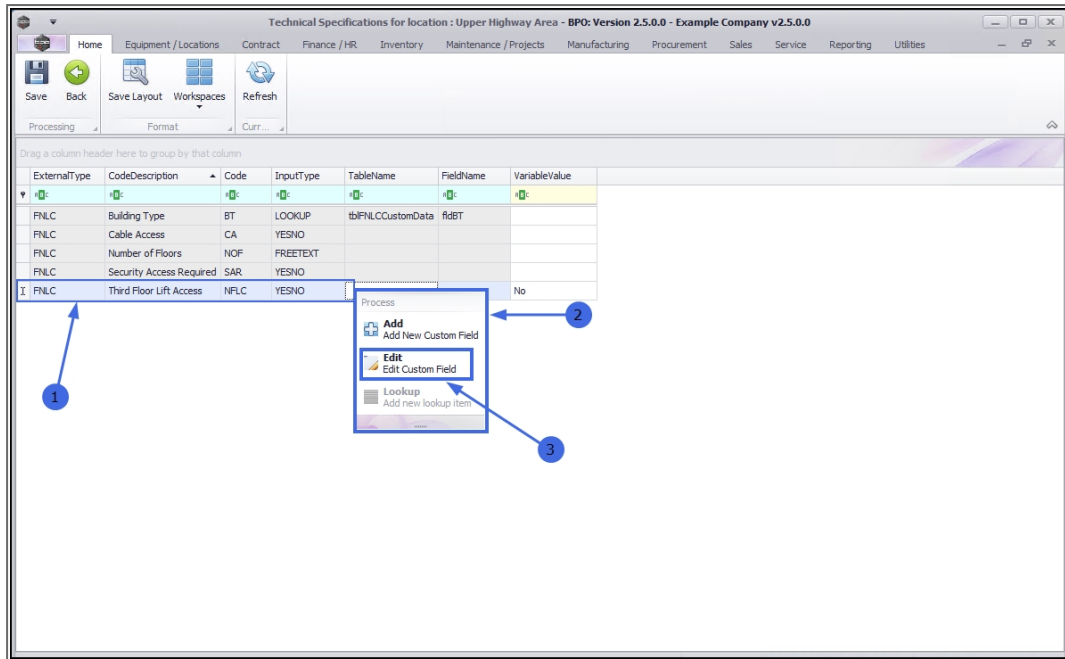 Technical Specifications for location : Upper Highway Area - BPO: Version 2.5.0.0 - Example Company v2.5.0.0
Home Equipment / Locations Contract Finance / HR Inventory Maintenance / Projects Manufacturing Procurement Sales Service Reporting Utilities
Save Back Save Layout Workspaces Refresh
Processing Format Curr...
Drag a column header here to group by that column
ExternalType CodeDescription Code InputType TableName FieldName VariableValue
FNLC Building Type BT LOOKUP tblFNLCCustomData fldBT
FNLC Cable Access CA YESNO
FNLC Number of Floors NOF FREETEXT
FNLC Security Access Required SAR YESNO
FNLC Third Floor Lift Access NFLC YESNO No
Process
Add
Add New Custom Field
Edit
Edit Custom Field
Lookup
Add new lookup item
1
2
3